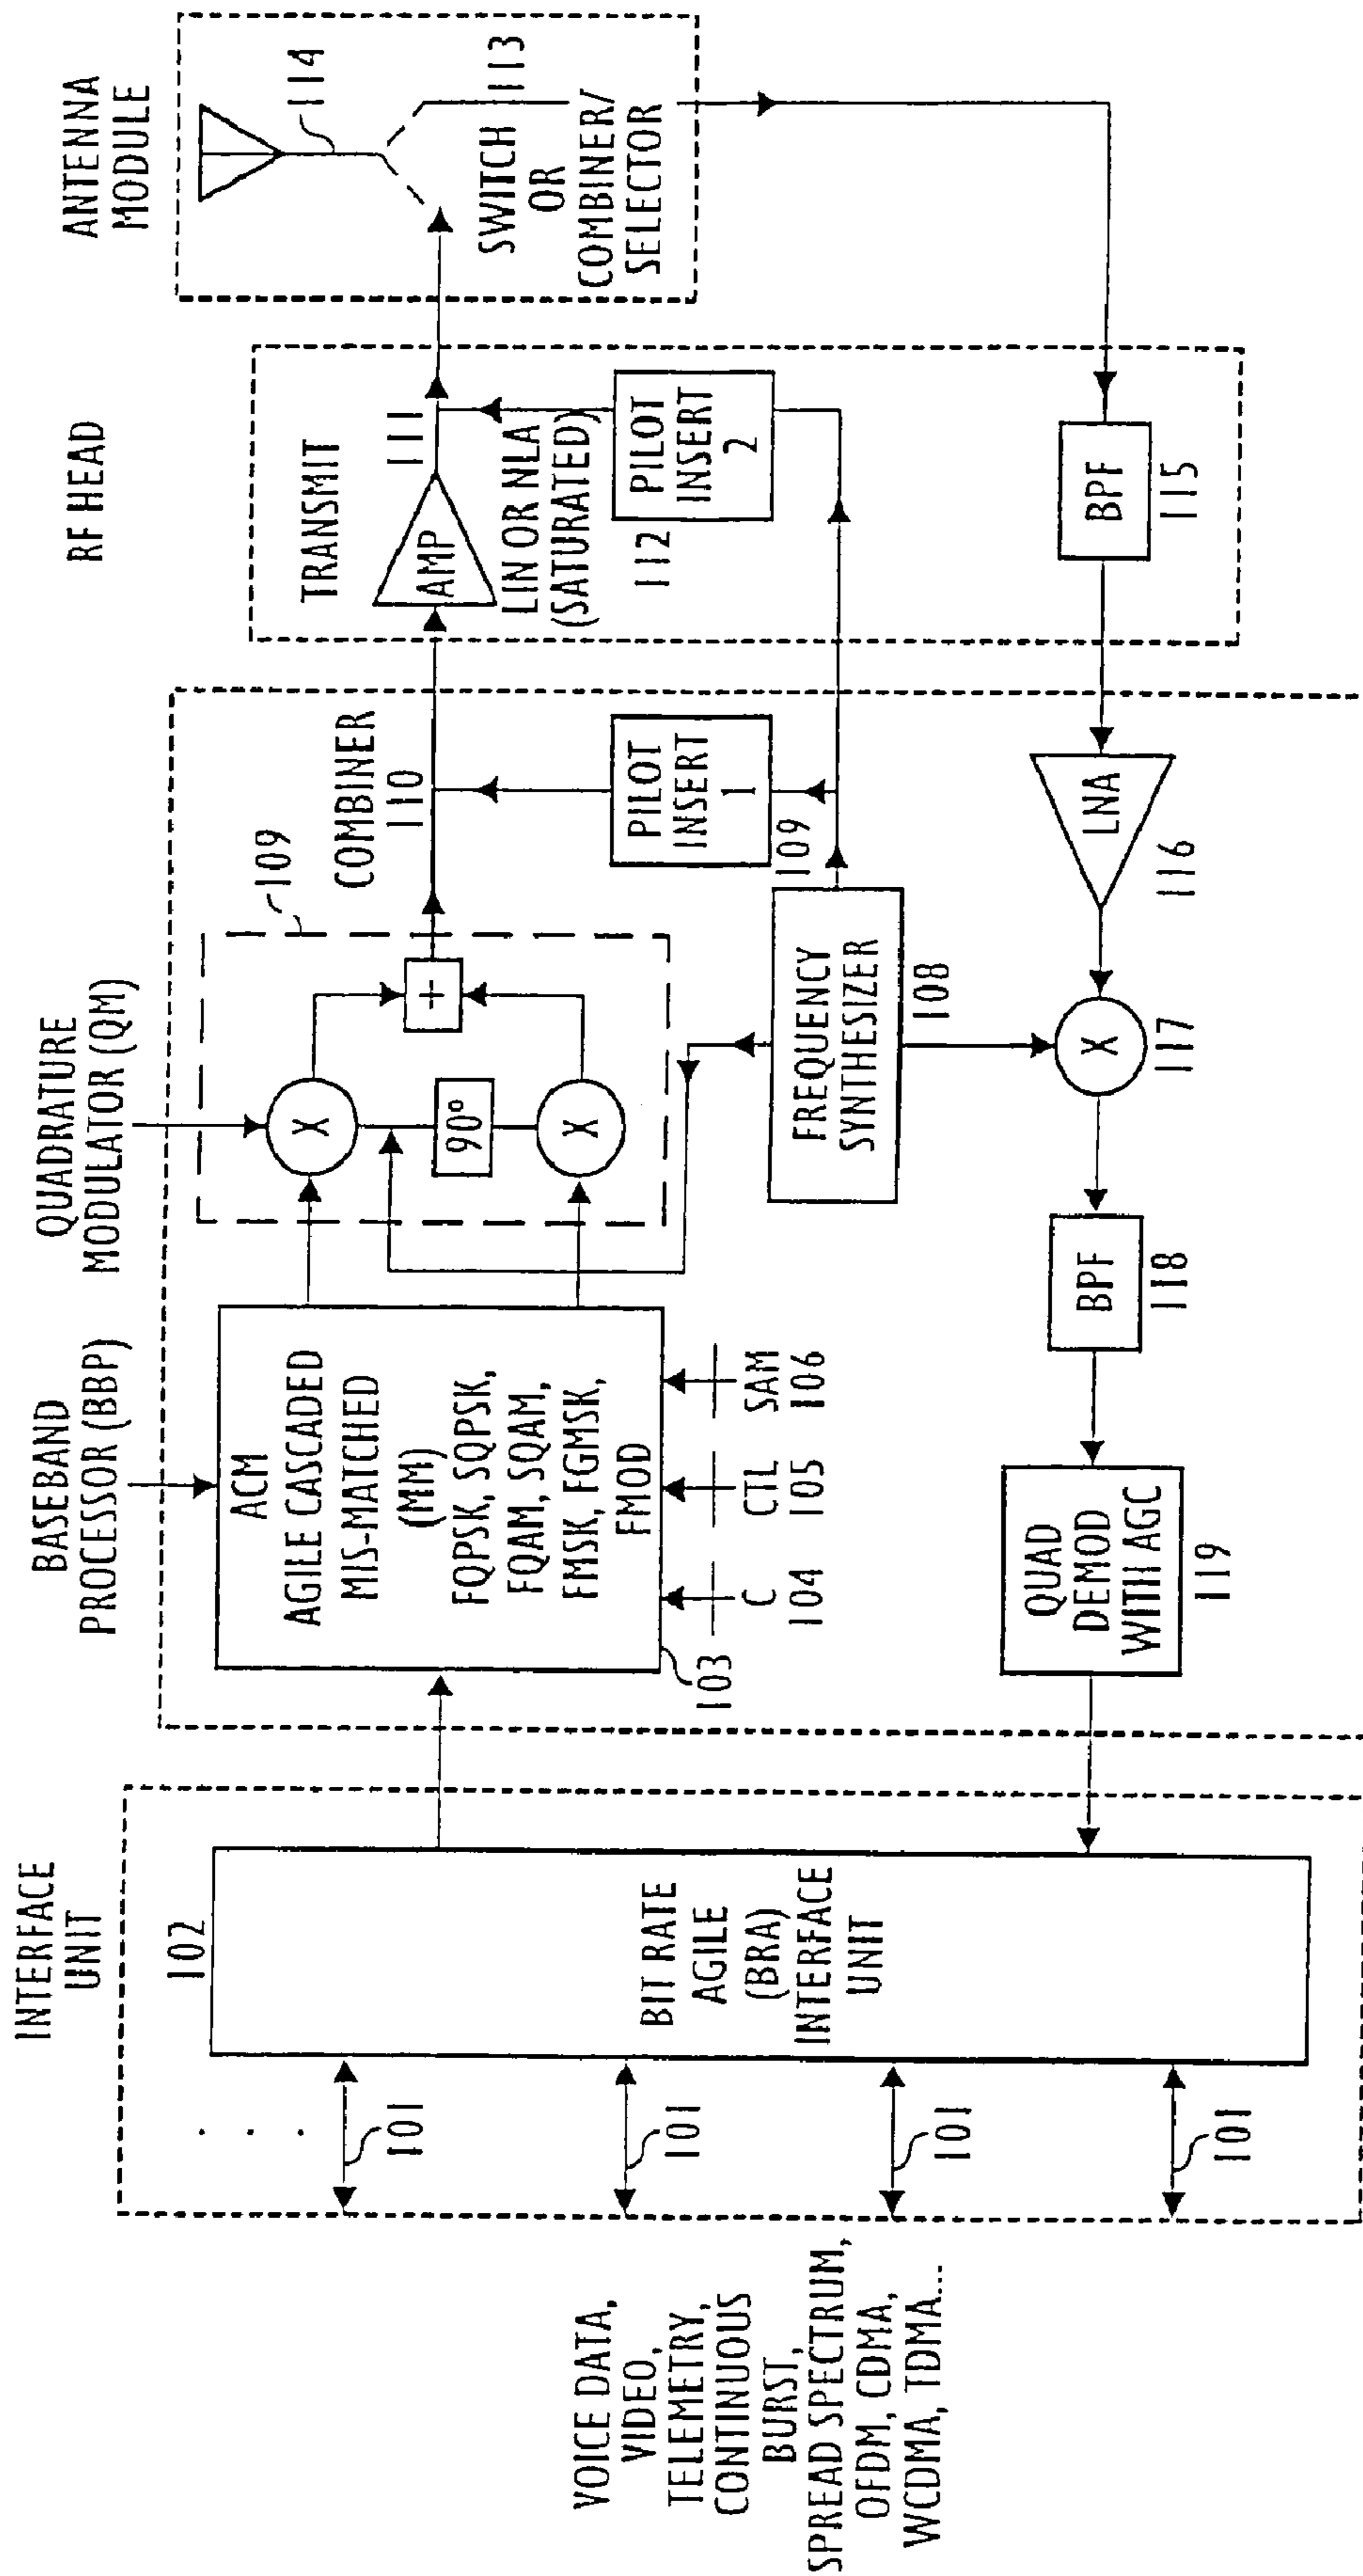 INTERFACE
UNIT
BASEBAND
PROCESSOR (BBP)
QUADRATURE
MODULATOR (QM)
RF HEAD
ANTENNA
MODULE
VOICE DATA,
VIDEO,
TELEMETRY,
CONTINUOUS
BURST,
SPREAD SPECTRUM,
OFDM, CDMA,
WCDMA, TDMA...
. . .
101
101
101
101
102
BIT RATE
AGILE
(BRA)
INTERFACE
UNIT
ACM
AGILE CASCADED
MIS-MATCHED
(MM)
FQPSK, SQPSK,
FQAM, SQAM,
FMSK, FGMSK,
FMOD
103
C
104
CTL
105
SAM
106
X
90°
X
+
109
COMBINER
110
PILOT
INSERT
1
109
FREQUENCY
SYNTHESIZER
108
TRANSMIT
AMP
111
LIN OR NLA
(SATURATED)
112
PILOT
INSERT
2
114
113
SWITCH
OR
COMBINER/
SELECTOR
BPF
115
LNA
116
X
117
BPF
118
QUAD
DEMOD
WITH AGC
119